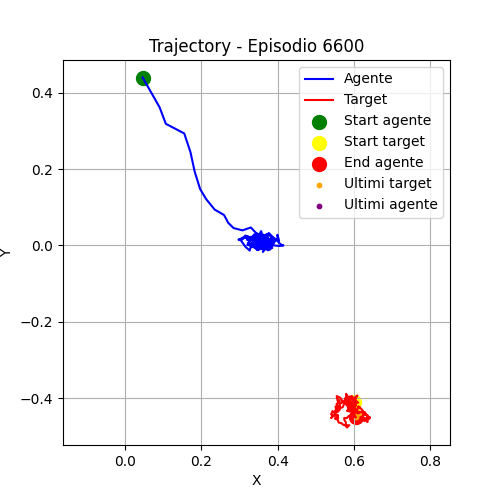 Trajectory - Episodio 6600
Agente
Target
Start agente
Start target
End agente
Ultimi target
Ultimi agente
0.4
0.2
0.0
−0.2
−0.4
Y
0.0 0.2 0.4 0.6 0.8
X